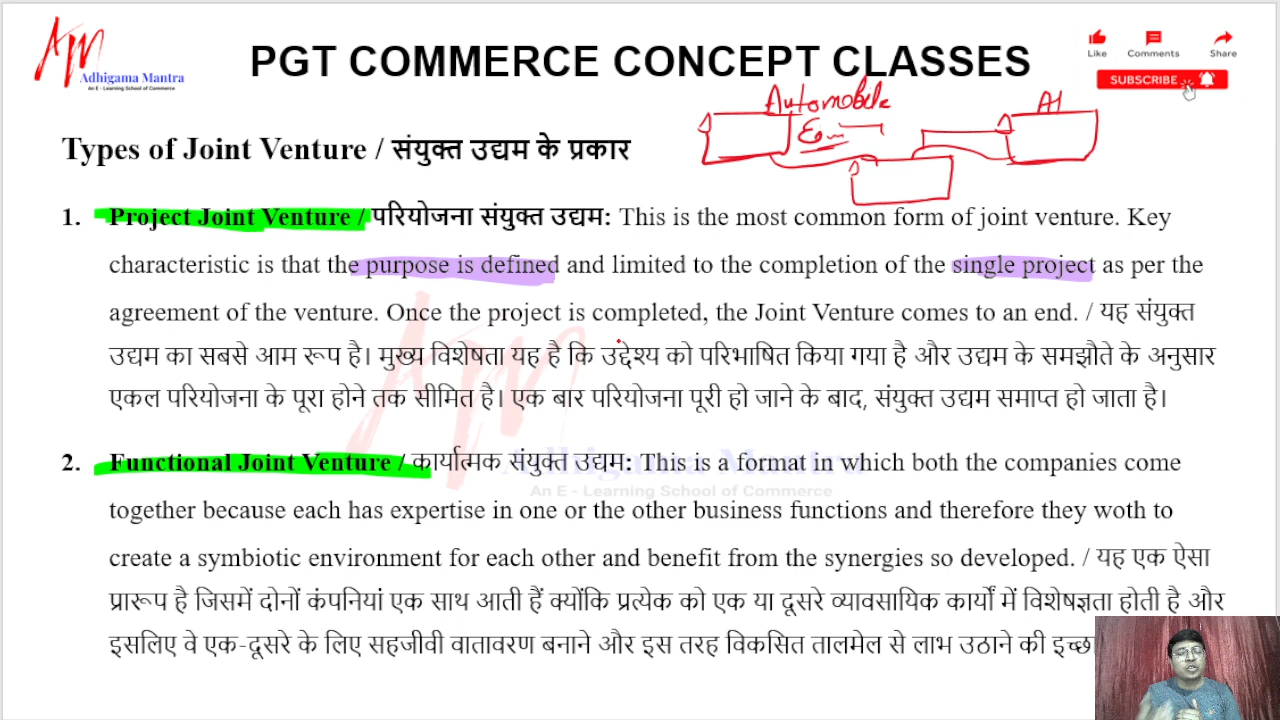 PGT COMMERCE CONCEPT CLASSES
Adhigama Mantra
An E - Learning School of Commerce
Like Comments Share
SUBSCRIBE
Automobile
AI
Types of Joint Venture / संयुक्त उद्यम के प्रकार
1. Project Joint Venture / परियोजना संयुक्त उद्यम: This is the most common form of joint venture. Key
characteristic is that the purpose is defined and limited to the completion of the single project as per the
agreement of the venture. Once the project is completed, the Joint Venture comes to an end. / यह संयुक्त
उद्यम का सबसे आम रूप है। मुख्य विशेषता यह है कि उद्देश्य को परिभाषित किया गया है और उद्यम के समझौते के अनुसार
एकल परियोजना के पूरा होने तक सीमित है। एक बार परियोजना पूरी हो जाने के बाद, संयुक्त उद्यम समाप्त हो जाता है।
2. Functional Joint Venture / कार्यात्मक संयुक्त उद्यम: This is a format in which both the companies come
Adhigama Mantra
An E - Learning School of Commerce
together because each has expertise in one or the other business functions and therefore they woth to
create a symbiotic environment for each other and benefit from the synergies so developed. / यह एक ऐसा
प्रारूप है जिसमें दोनों कंपनियां एक साथ आती हैं क्योंकि प्रत्येक को एक या दूसरे व्यावसायिक कार्यों में विशेषज्ञता होती है और
इसलिए वे एक-दूसरे के लिए सहजीवी वातावरण बनाने और इस तरह विकसित तालमेल से लाभ उठाने की